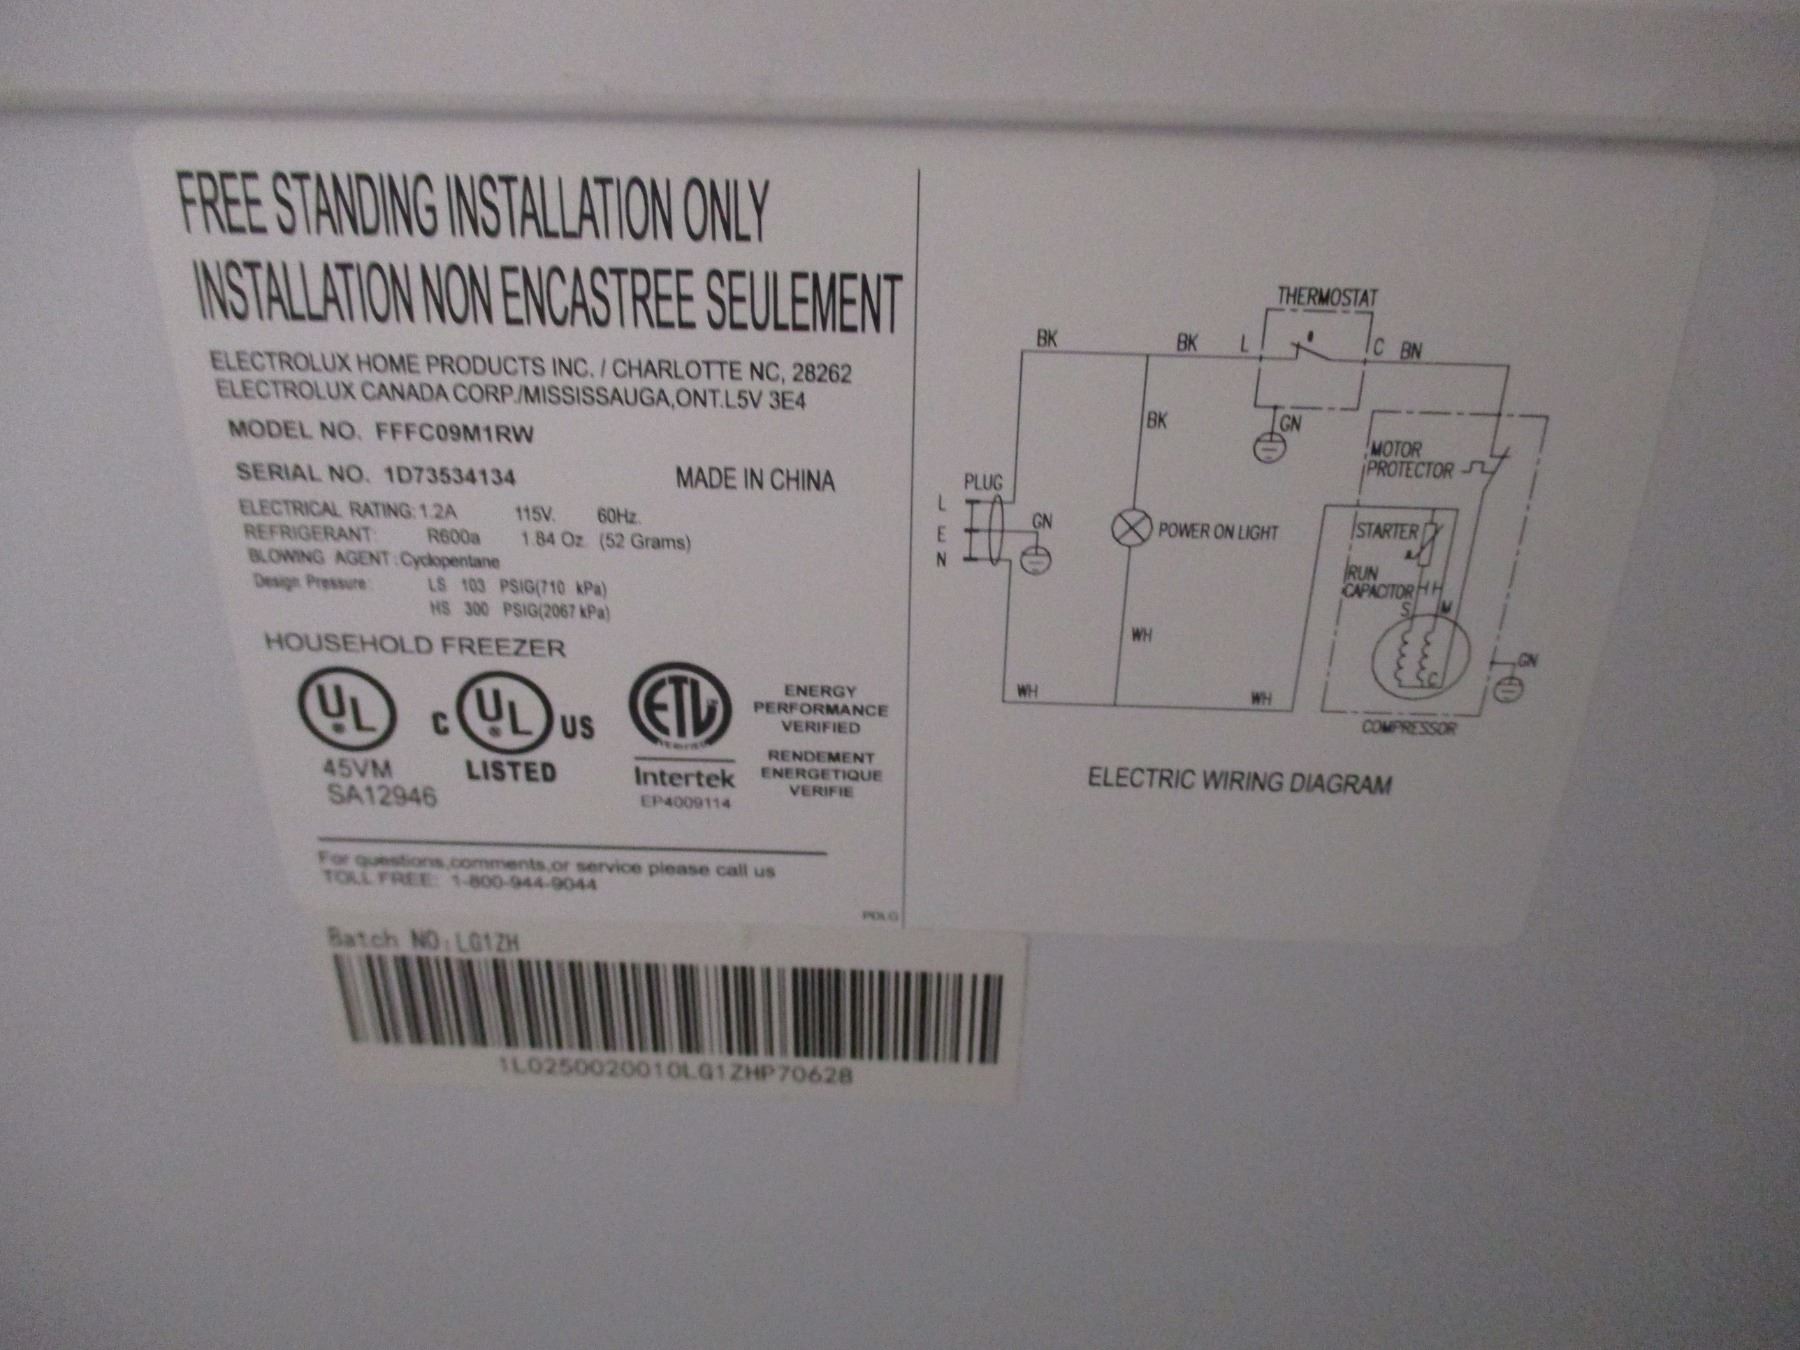 FREE STANDING INSTALLATION ONLY
INSTALLATION NON ENCASTREE SEULEMENT
ELECTROLUX HOME PRODUCTS INC. / CHARLOTTE NC, 28262
ELECTROLUX CANADA CORP./MISSISSAUGA,ONT.L5V 3E4
MODEL NO. FFFC09M1RW
SERIAL NO. 1D73534134 MADE IN CHINA
ELECTRICAL RATING: 1.2A 115V. 60Hz.
REFRIGERANT: R600a 1.84 Oz. (52 Grams)
BLOWING AGENT: Cyclopentane
Design Pressure: LS 103 PSIG(710 kPa)
HS 300 PSIG(2067 kPa)
HOUSEHOLD FREEZER
UL
45VM
SA12946
C UL US
LISTED
ETL
VERIFIED
Intertek
EP4009114
ENERGY
PERFORMANCE
VERIFIED
RENDEMENT
ENERGETIQUE
VERIFIE
For questions,comments,or service please call us
TOLL FREE: 1-800-944-9044
PDLG
THERMOSTAT
BK
BK
L
C
BN
BK
GN
MOTOR
PROTECTOR
PLUG
L
E
N
GN
POWER ON LIGHT
STARTER
RUN
CAPACITOR
S
M
C
WH
WH
WH
GN
COMPRESSOR
ELECTRIC WIRING DIAGRAM
Batch NO: LG1ZH
1L0250020010LG1ZHP70628